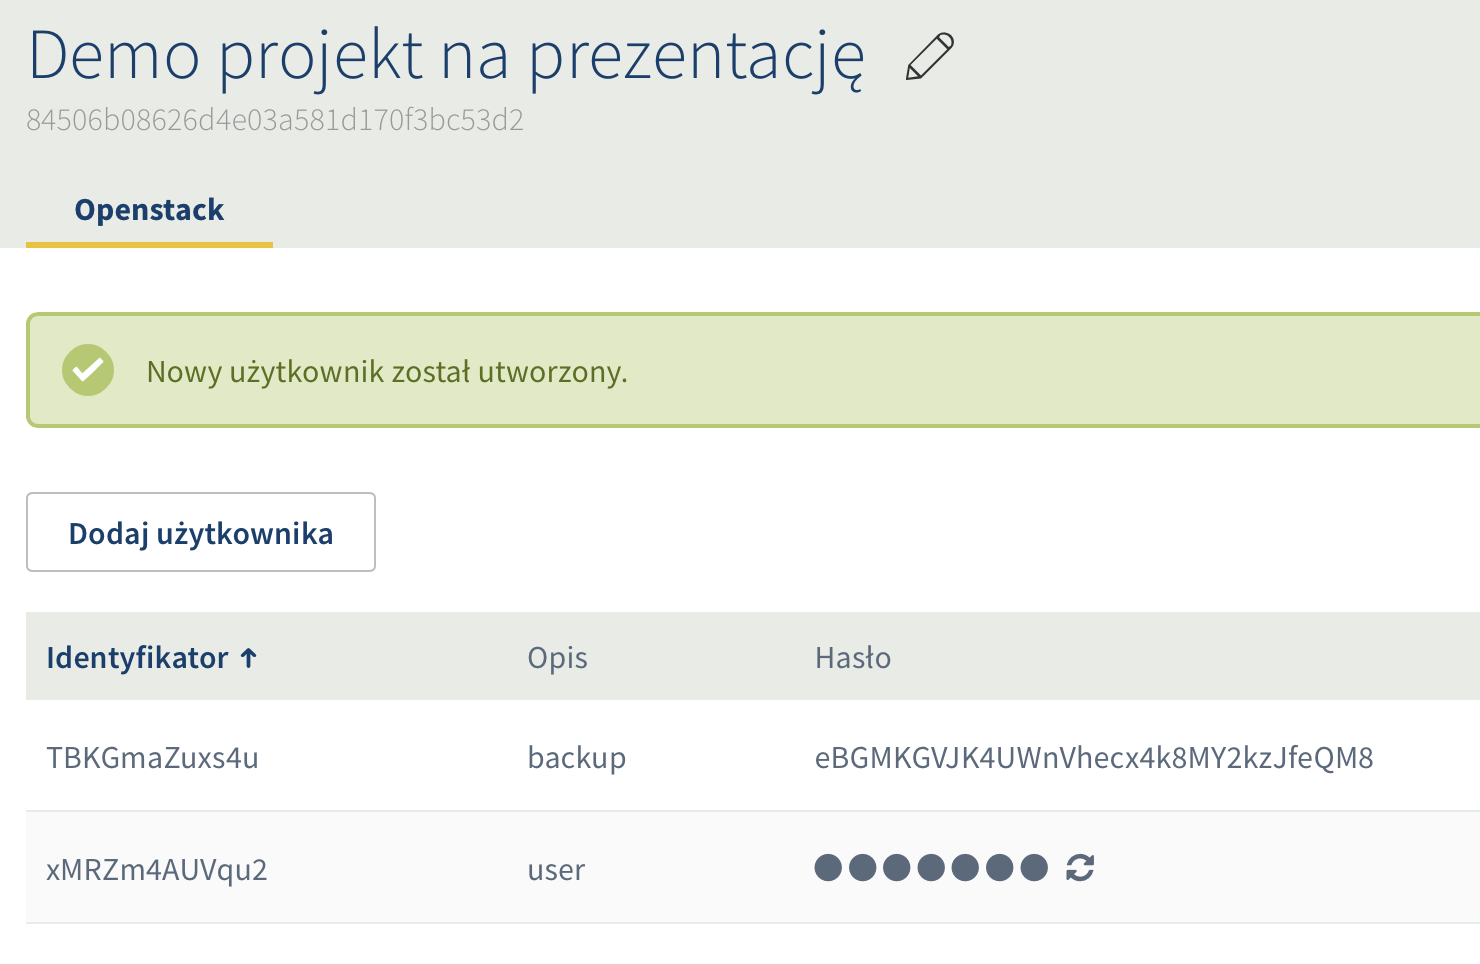 Demo projekt na prezentację
84506b08626d4e03a581d170f3bc53d2
Openstack
Nowy użytkownik został utworzony.
Dodaj użytkownika
Identyfikator ↑ Opis Hasło
TBKGmaZuxs4u backup eBGMKGVJK4UWnVhecx4k8MY2kzJfeQM8
xMRZm4AUVqu2 user ●●●●●●●